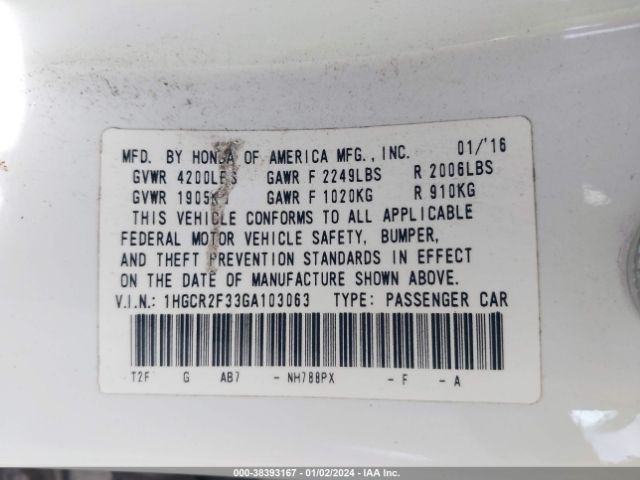 MFD. BY HONDA OF AMERICA MFG., INC. 01/'16
GVWR 4200LBS GAWR F 2249LBS R 2006LBS
GVWR 1905KG GAWR F 1020KG R 910KG
THIS VEHICLE CONFORMS TO ALL APPLICABLE
FEDERAL MOTOR VEHICLE SAFETY, BUMPER,
AND THEFT PREVENTION STANDARDS IN EFFECT
ON THE DATE OF MANUFACTURE SHOWN ABOVE.
V.I.N.: 1HGCR2F33GA103063 TYPE: PASSENGER CAR
T2F G AB7 - NH788PX - F - A
000-38393167 - 01/02/2024 - IAA Inc.